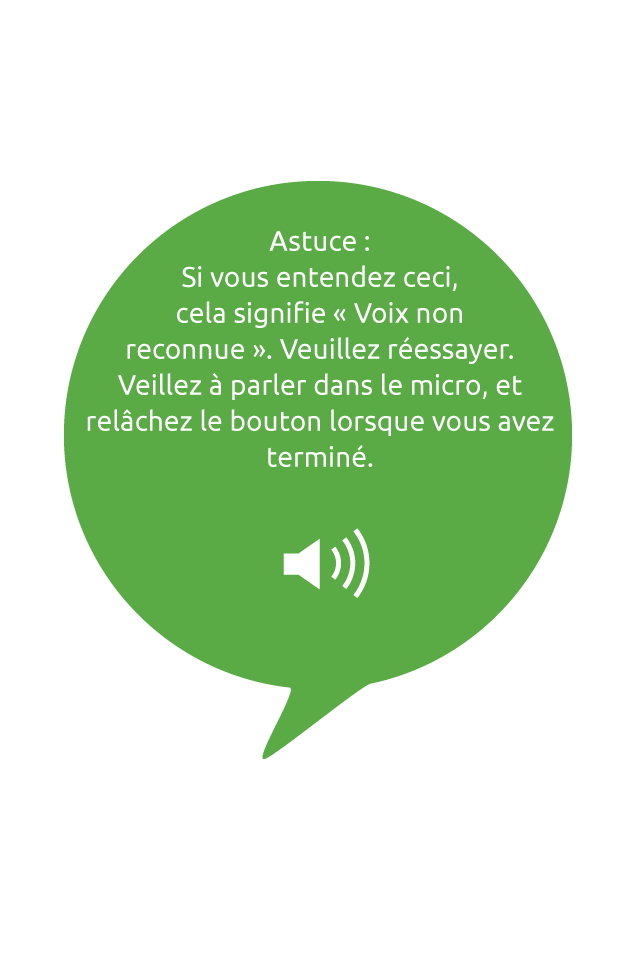 Astuce :
Si vous entendez ceci,
cela signifie « Voix non
reconnue ». Veuillez réessayer.
Veillez à parler dans le micro, et
relâchez le bouton lorsque vous avez
terminé.